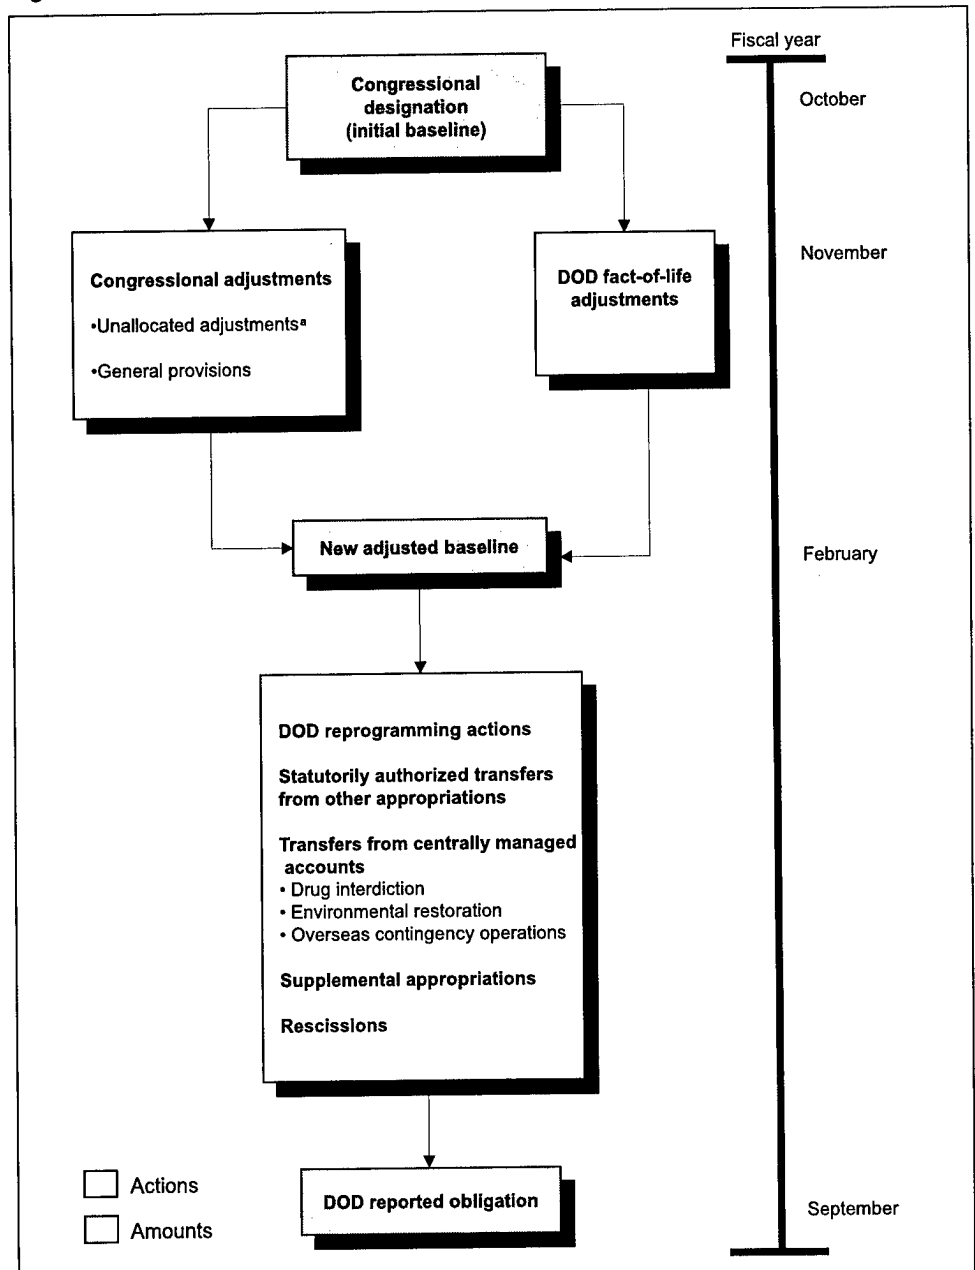 Fiscal year
Congressional
designation
(initial baseline)
October
Congressional adjustments
•Unallocated adjustmentsª
•General provisions
DOD fact-of-life
adjustments
November
New adjusted baseline
February
DOD reprogramming actions
Statutorily authorized transfers
from other appropriations
Transfers from centrally managed
accounts
• Drug interdiction
• Environmental restoration
• Overseas contingency operations
Supplemental appropriations
Rescissions
DOD reported obligation
September
Actions
Amounts